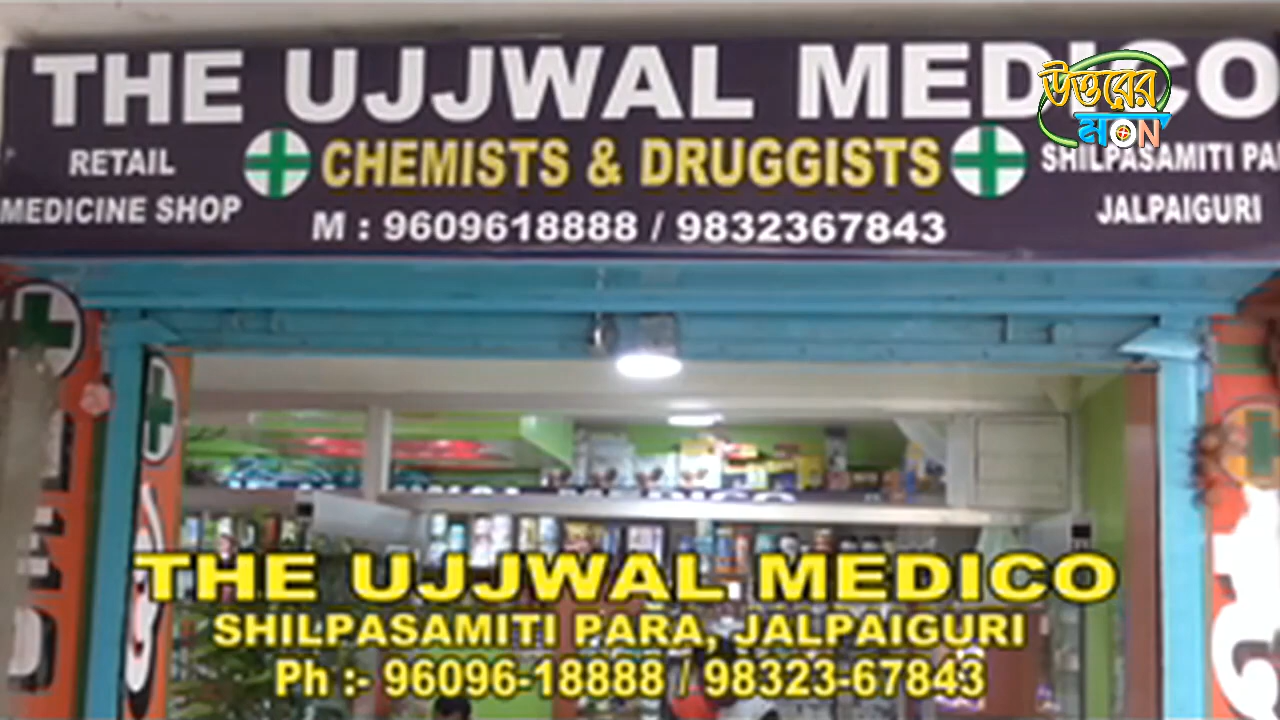 THE UJJWAL MEDICO
উত্তরের
মON
RETAIL
MEDICINE SHOP
CHEMISTS & DRUGGISTS
SHILPASAMITI PA
JALPAIGURI
M : 9609618888 / 9832367843
THE UJJWAL MEDICO
SHILPASAMITI PARA, JALPAIGURI
Ph :- 96096-18888 / 98323-67843